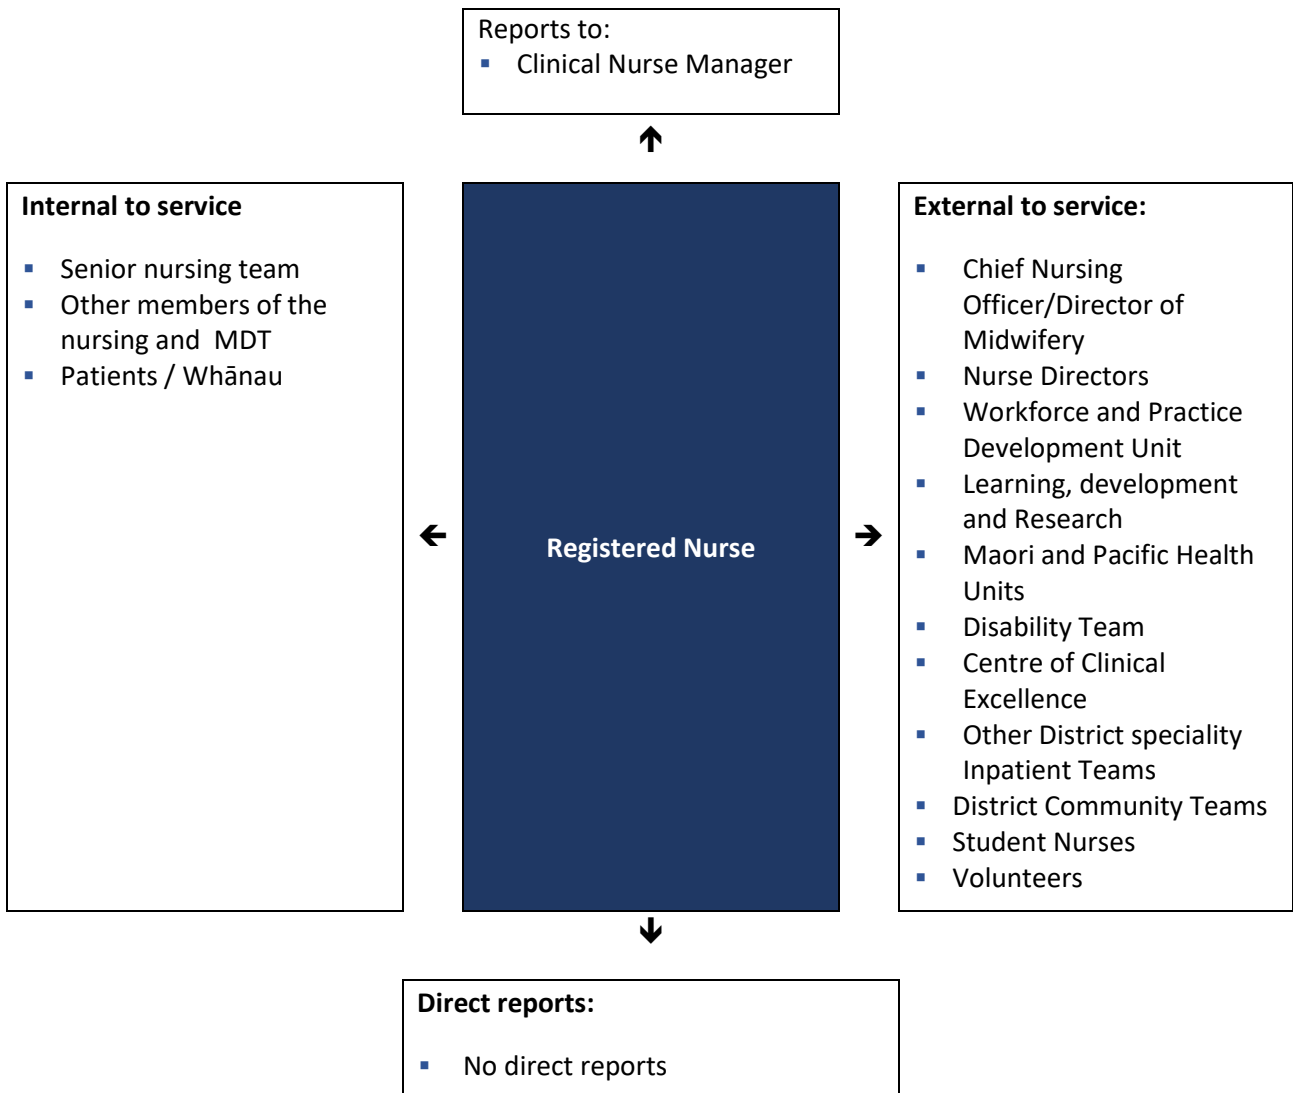 Reports to:
▪ Clinical Nurse Manager
Internal to service
▪ Senior nursing team
▪ Other members of the
nursing and MDT
▪ Patients / Whānau
Registered Nurse
External to service:
▪ Chief Nursing
Officer/Director of
Midwifery
▪ Nurse Directors
▪ Workforce and Practice
Development Unit
▪ Learning, development
and Research
▪ Maori and Pacific Health
Units
▪ Disability Team
▪ Centre of Clinical
Excellence
▪ Other District speciality
Inpatient Teams
▪ District Community Teams
▪ Student Nurses
▪ Volunteers
Direct reports:
▪ No direct reports